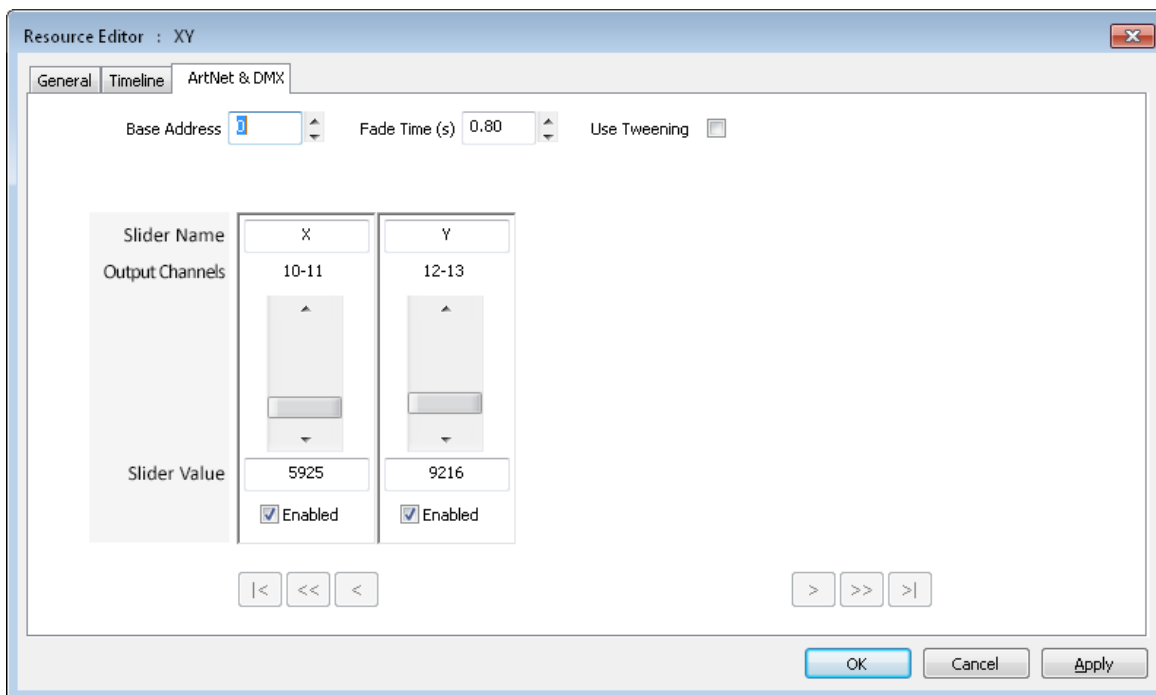 Resource Editor : XY
General Timeline ArtNet & DMX
Base Address 0 Fade Time (s) 0.80 Use Tweening
Slider Name X Y
Output Channels 10-11 12-13
Slider Value 5925 9216
Enabled Enabled
|< << < > >> >|
OK Cancel Apply